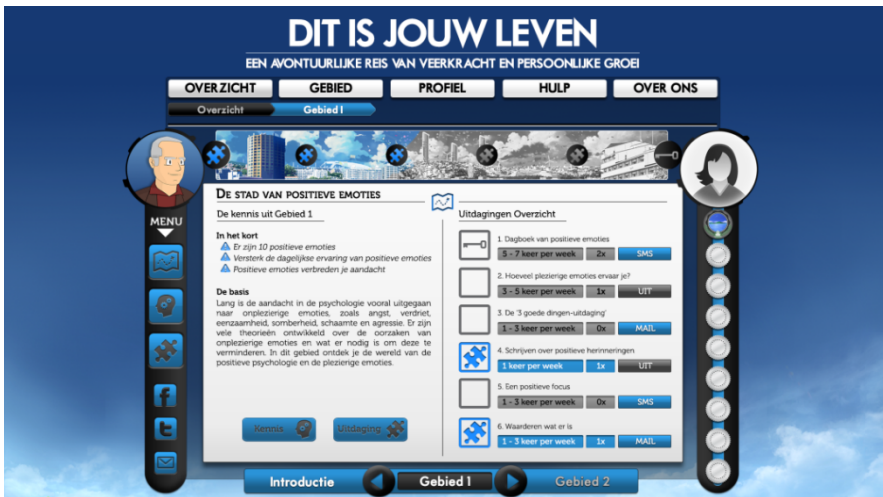 DIT IS JOUW LEVEN
EEN AVONTUURLIJKE REIS VAN VEERKRACHT EN PERSOONLIJKE GROEI
OVERZICHT GEBIED PROFIEL HULP OVER ONS
Overzicht Gebied 1
MENU
DE STAD VAN POSITIEVE EMOTIES
De kennis uit Gebied 1
In het kort
Er zijn 10 positieve emoties
Versterk de dagelijkse ervaring van positieve emoties
Positieve emoties verbreden je aandacht
De basis
Lang is de aandacht in de psychologie vooral uitgegaan
naar onplezierige emoties, zoals angst, verdriet,
eenzaamheid, somberheid, schaamte en agressie. Er zijn
vele theorieën ontwikkeld over de oorzaken van
onplezierige emoties en wat er nodig is om deze te
verminderen. In dit gebied ontdek je de wereld van de
positieve psychologie en de plezierige emoties.
Kennis Uitdaging
Uitdagingen Overzicht
1. Dagboek van positieve emoties
5 - 7 keer per week 2x SMS
2. Hoeveel plezierige emoties ervaar je?
3 - 5 keer per week 1x UIT
3. De '3 goede dingen-uitdaging'
1 - 3 keer per week 0x MAIL
4. Schrijven over positieve herinneringen
1 keer per week 1x UIT
5. Een positieve focus
1 - 3 keer per week 0x SMS
6. Waarderen wat er is
1 - 3 keer per week 1x MAIL
Introductie Gebied 1 Gebied 2